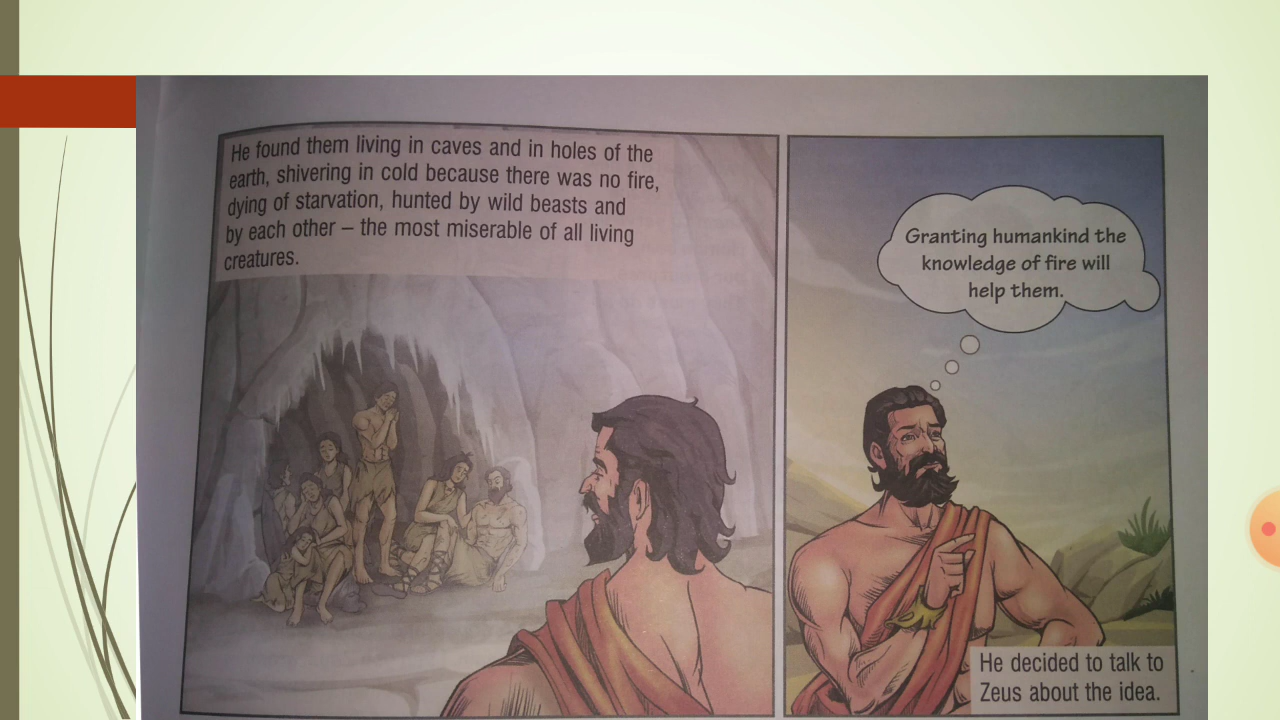 He found them living in caves and in holes of the
earth, shivering in cold because there was no fire,
dying of starvation, hunted by wild beasts and
by each other – the most miserable of all living
creatures.
Granting humankind the
knowledge of fire will
help them.
He decided to talk to
Zeus about the idea.